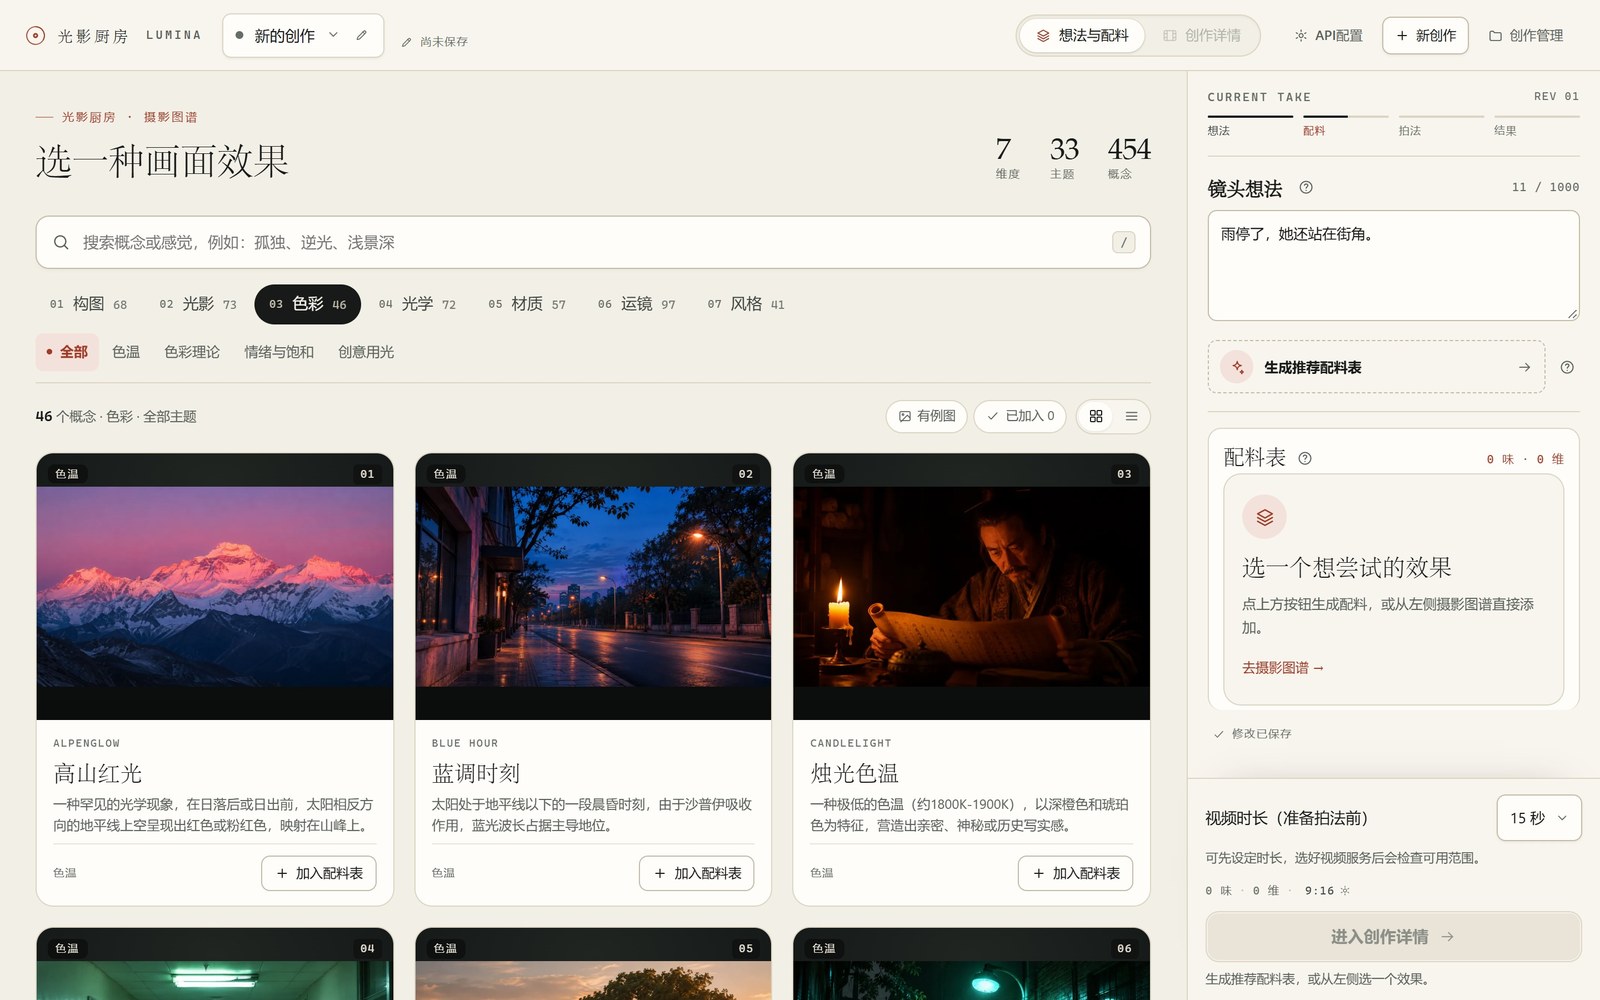 光影厨房 LUMINA
新的创作
尚未保存
想法与配料
创作详情
API配置
新创作
创作管理
光影厨房 · 摄影图谱
选一种画面效果
7 33 454
维度 主题 概念
搜索概念或感觉，例如：孤独、逆光、浅景深
/
01 构图 68 02 光影 73 03 色彩 46 04 光学 72 05 材质 57 06 运镜 97 07 风格 41
全部 色温 色彩理论 情绪与饱和 创意用光
46 个概念 · 色彩 · 全部主题
有例图
已加入 0
色温 01
ALPENGLOW
高山红光
一种罕见的光学现象，在日落后或日出前，太阳相反方
向的地平线上空呈现出红色或粉红色，映射在山峰上。
色温
+ 加入配料表
色温 02
BLUE HOUR
蓝调时刻
太阳处于地平线以下的一段晨昏时刻，由于沙普伊吸收
作用，蓝光波长占据主导地位。
色温
+ 加入配料表
色温 03
CANDLELIGHT
烛光色温
一种极低的色温（约1800K-1900K），以深橙色和琥珀
色为特征，营造出亲密、神秘或历史写实感。
色温
+ 加入配料表
色温 04
色温 05
色温 06
CURRENT TAKE REV 01
想法 配料 拍法 结果
镜头想法 11 / 1000
雨停了，她还站在街角。
生成推荐配料表 →
配料表 0 味 · 0 维
选一个想尝试的效果
点上方按钮生成配料，或从左侧摄影图谱直接添
加。
去摄影图谱 →
修改已保存
视频时长（准备拍法前） 15 秒
可先设定时长，选好视频服务后会检查可用范围。
0 味 · 0 维 · 9:16
进入创作详情 →
生成推荐配料表，或从左侧选一个效果。